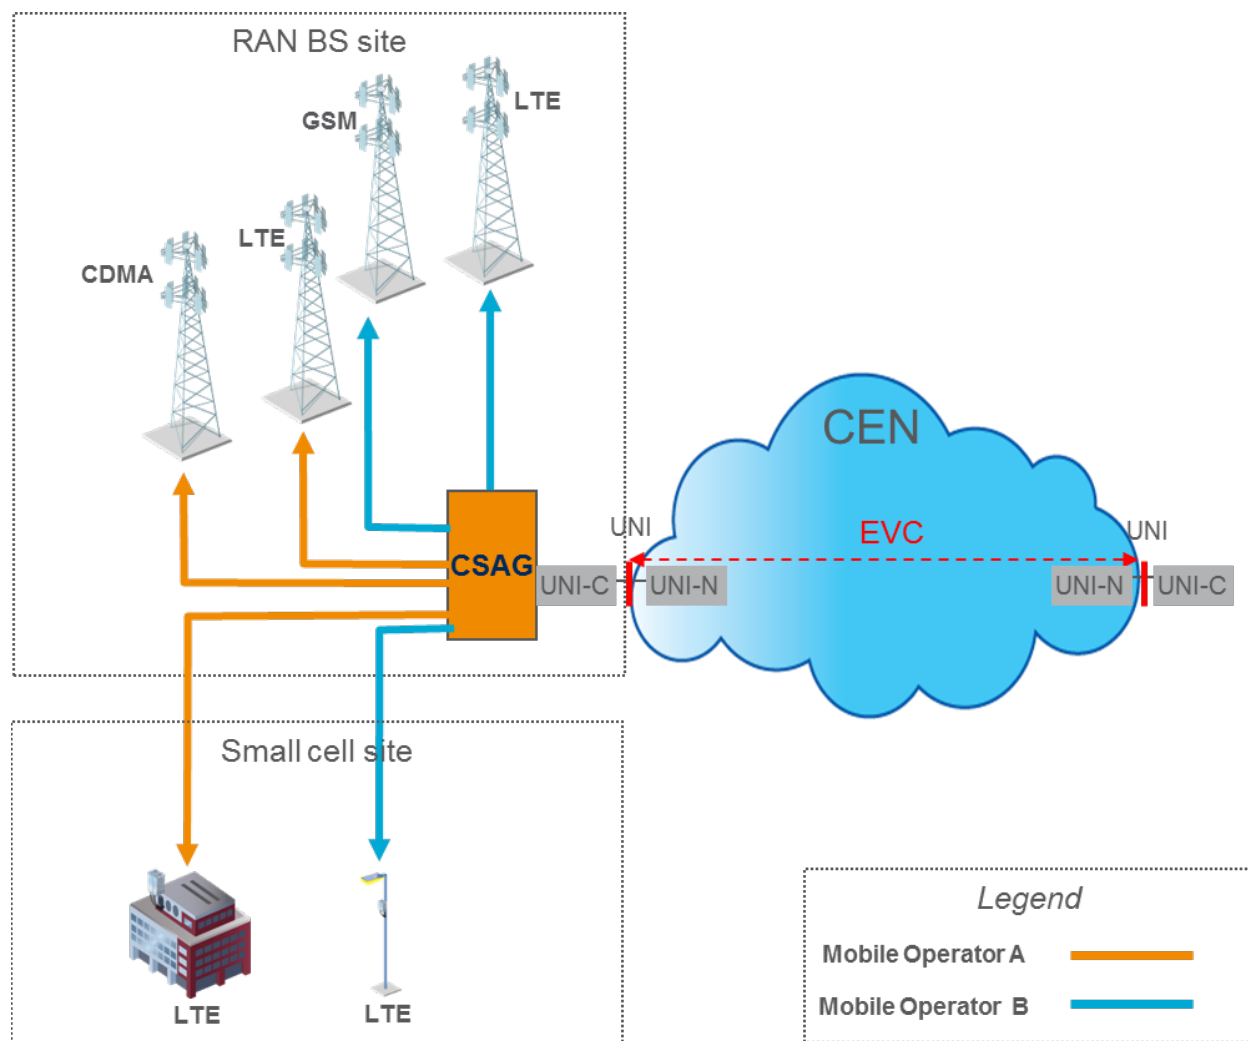 RAN BS site
LTE
GSM
LTE
CDMA
CEN
UNI
EVC
UNI
CSAG
UNI-C
UNI-N
UNI-N
UNI-C
Small cell site
LTE
LTE
Legend
Mobile Operator A
Mobile Operator B